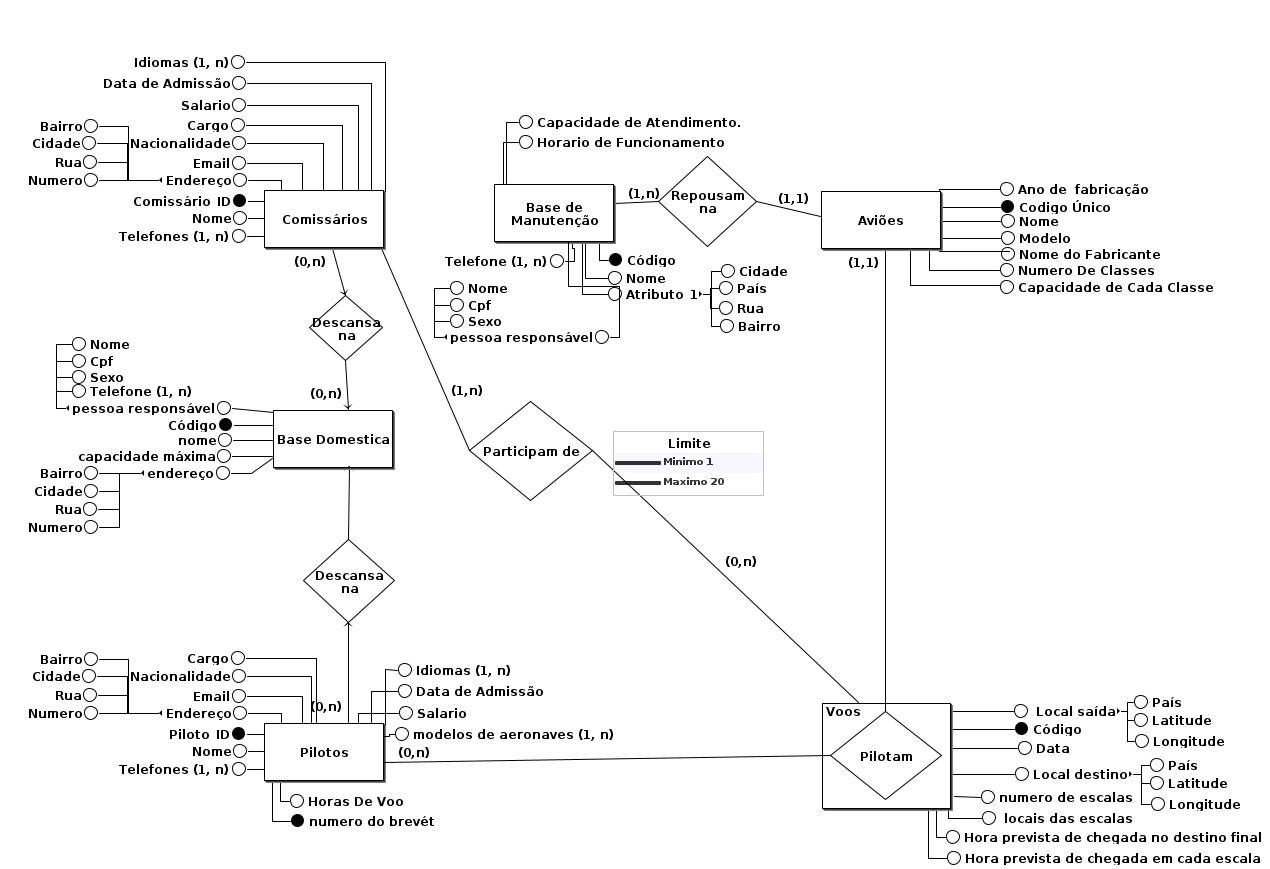 Idiomas (1, n)
Data de Admissão
Salario
Cargo
Nacionalidade
Email
Endereço
Bairro
Cidade
Rua
Numero
Comissário ID
Nome
Telefones (1, n)
Comissários
(0,n)
Descansa
na
(0,n)
Capacidade de Atendimento.
Horario de Funcionamento
Base de
Manutenção
(1,n)
Repousam
na
(1,1)
Aviões
(1,1)
Ano de fabricação
Codigo Único
Nome
Modelo
Nome do Fabricante
Numero De Classes
Capacidade de Cada Classe
Telefone (1, n)
Código
Nome
Atributo 1
Cidade
País
Rua
Bairro
Nome
Cpf
Sexo
pessoa responsável
Nome
Cpf
Sexo
Telefone (1, n)
pessoa responsável
Código
nome
capacidade máxima
endereço
Bairro
Cidade
Rua
Numero
Base Domestica
(1,n)
Participam de
Limite
Minimo 1
Maximo 20
(0,n)
Descansa
na
(0,n)
Cargo
Nacionalidade
Email
Endereço
Bairro
Cidade
Rua
Numero
Piloto ID
Nome
Telefones (1, n)
Pilotos
Idiomas (1, n)
Data de Admissão
Salario
modelos de aeronaves (1, n)
(0,n)
Horas De Voo
numero do brevét
Voos
Pilotam
Local saída
País
Latitude
Longitude
Código
Data
Local destino
País
Latitude
Longitude
numero de escalas
locais das escalas
Hora prevista de chegada no destino final
Hora prevista de chegada em cada escala